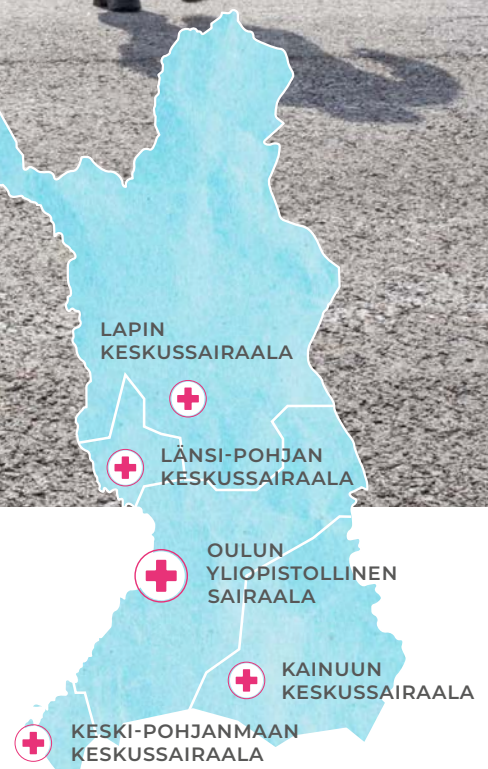 LAPIN
KESKUSSAIRAALA
LÄNSI-POHJAN
KESKUSSAIRAALA
OULUN
YLIOPISTOLLINEN
SAIRAALA
KAINUUN
KESKUSSAIRAALA
KESKI-POHJANMAAN
KESKUSSAIRAALA